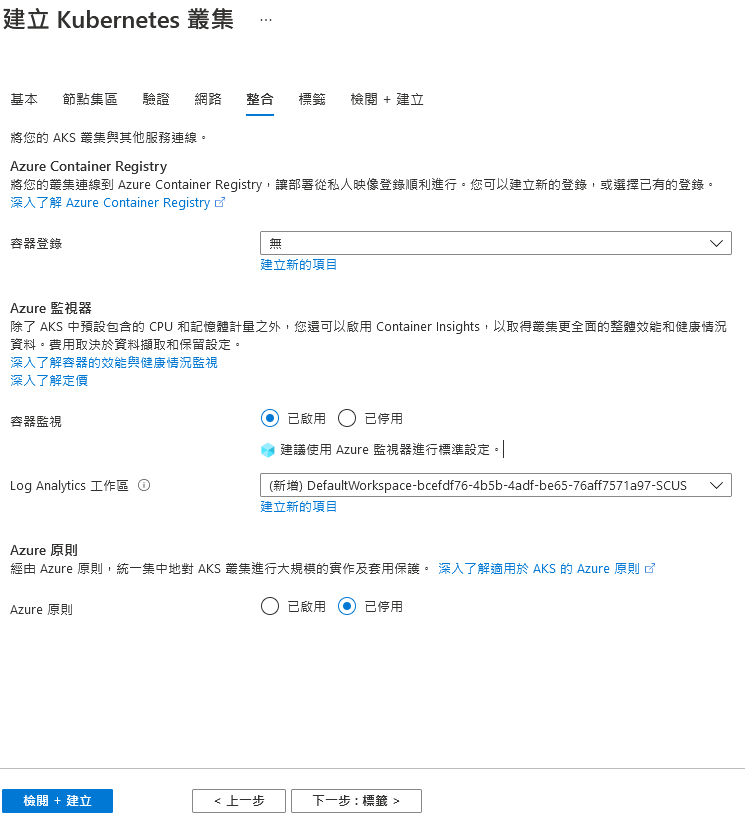 建立 Kubernetes 叢集 ...
基本 節點集區 驗證 網路 整合 標籤 檢閱 + 建立
將您的 AKS 叢集與其他服務連線。
Azure Container Registry
將您的叢集連線到 Azure Container Registry，讓部署從私人映像登錄順利進行。您可以建立新的登錄，或選擇已有的登錄。
深入了解 Azure Container Registry
容器登錄 無
建立新的項目
Azure 監視器
除了 AKS 中預設包含的 CPU 和記憶體計量之外，您還可以啟用 Container Insights，以取得叢集更全面的整體效能和健康情況
資料。費用取決於資料擷取和保留設定。
深入了解容器的效能與健康情況監視
深入了解定價
容器監視 已啟用 已停用
建議使用 Azure 監視器進行標準設定。
Log Analytics 工作區 (新增) DefaultWorkspace-bcefdf76-4b5b-4adf-be65-76aff7571a97-SCUS
建立新的項目
Azure 原則
經由 Azure 原則，統一集中地對 AKS 叢集進行大規模的實作及套用保護。 深入了解適用於 AKS 的 Azure 原則
Azure 原則 已啟用 已停用
檢閱 + 建立 < 上一步 下一步 : 標籤 >